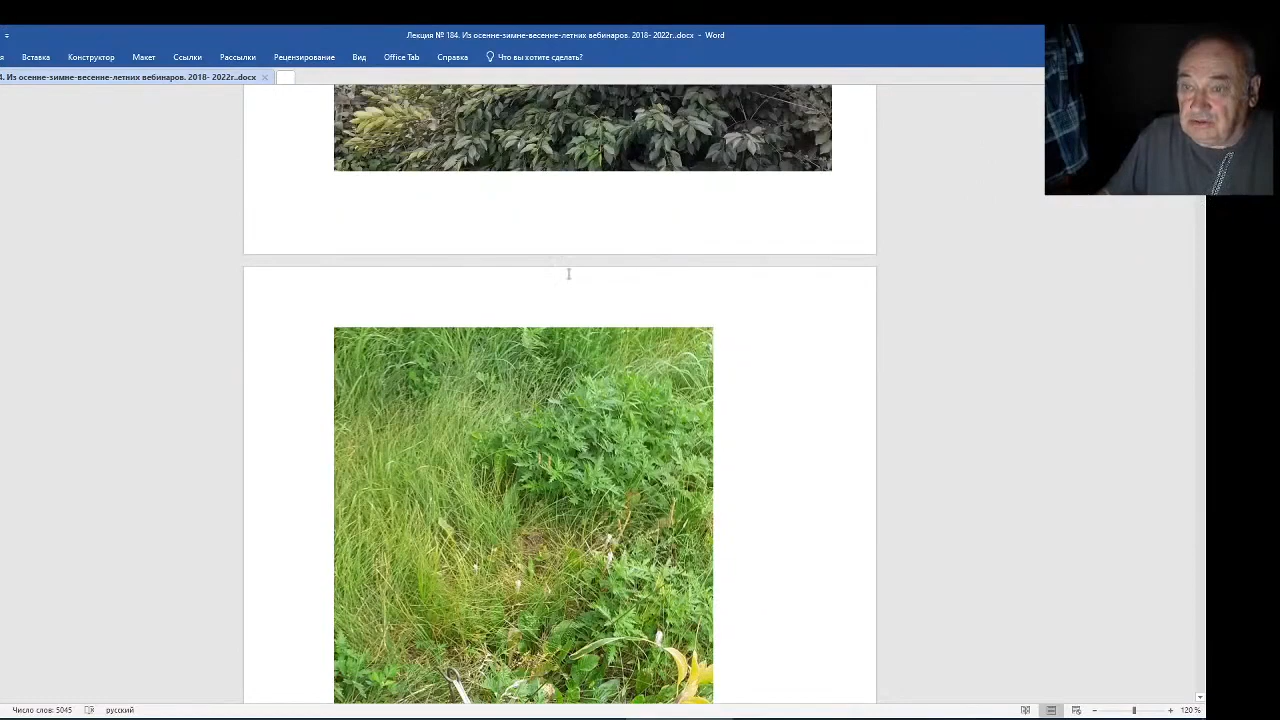 Лекция № 184. Из осенне-зимне-весенне-летних вебинаров. 2018- 2022г..docx - Word
Вставка Конструктор Макет Ссылки Рассылки Рецензирование Вид Office Tab Справка Что вы хотите сделать?
4. Из осенне-зимне-весенне-летних вебинаров. 2018- 2022г..docx
Число слов: 5045 русский 120 %